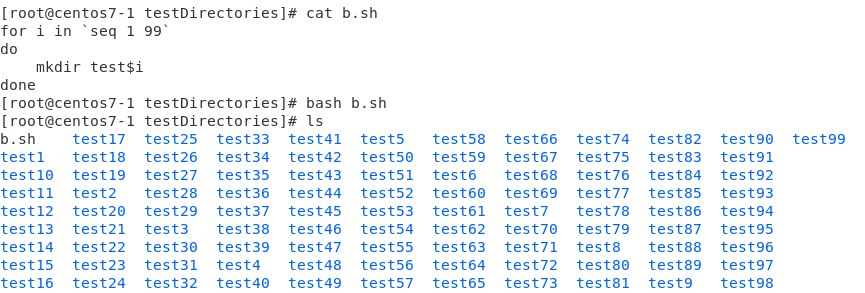 [root@centos7-1 testDirectories]# cat b.sh
for i in `seq 1 99`
do
    mkdir test$i
done
[root@centos7-1 testDirectories]# bash b.sh
[root@centos7-1 testDirectories]# ls
b.sh    test17  test25  test33  test41  test5   test58  test66  test74  test82  test90  test99
test1   test18  test26  test34  test42  test50  test59  test67  test75  test83  test91
test10  test19  test27  test35  test43  test51  test6   test68  test76  test84  test92
test11  test2   test28  test36  test44  test52  test60  test69  test77  test85  test93
test12  test20  test29  test37  test45  test53  test61  test7   test78  test86  test94
test13  test21  test3   test38  test46  test54  test62  test70  test79  test87  test95
test14  test22  test30  test39  test47  test55  test63  test71  test8   test88  test96
test15  test23  test31  test4   test48  test56  test64  test72  test80  test89  test97
test16  test24  test32  test40  test49  test57  test65  test73  test81  test9   test98